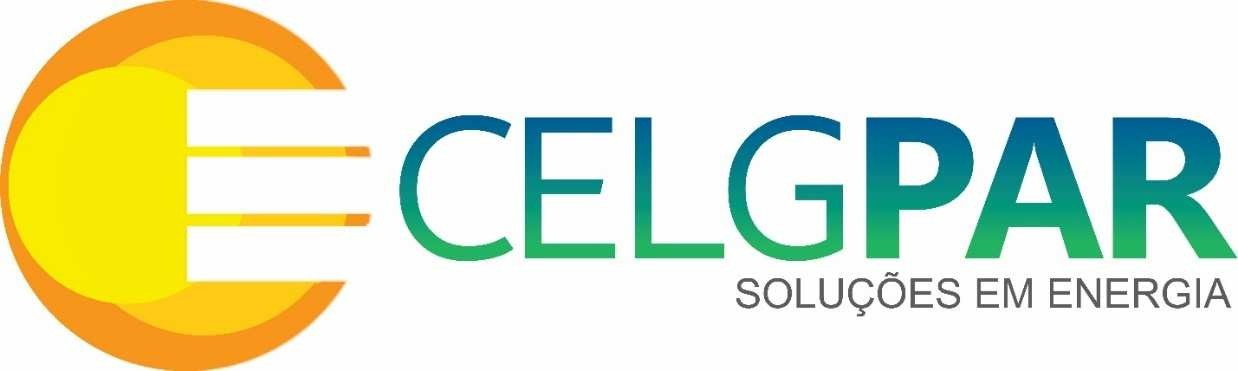 CELGPAR
SOLUÇÕES EM ENERGIA